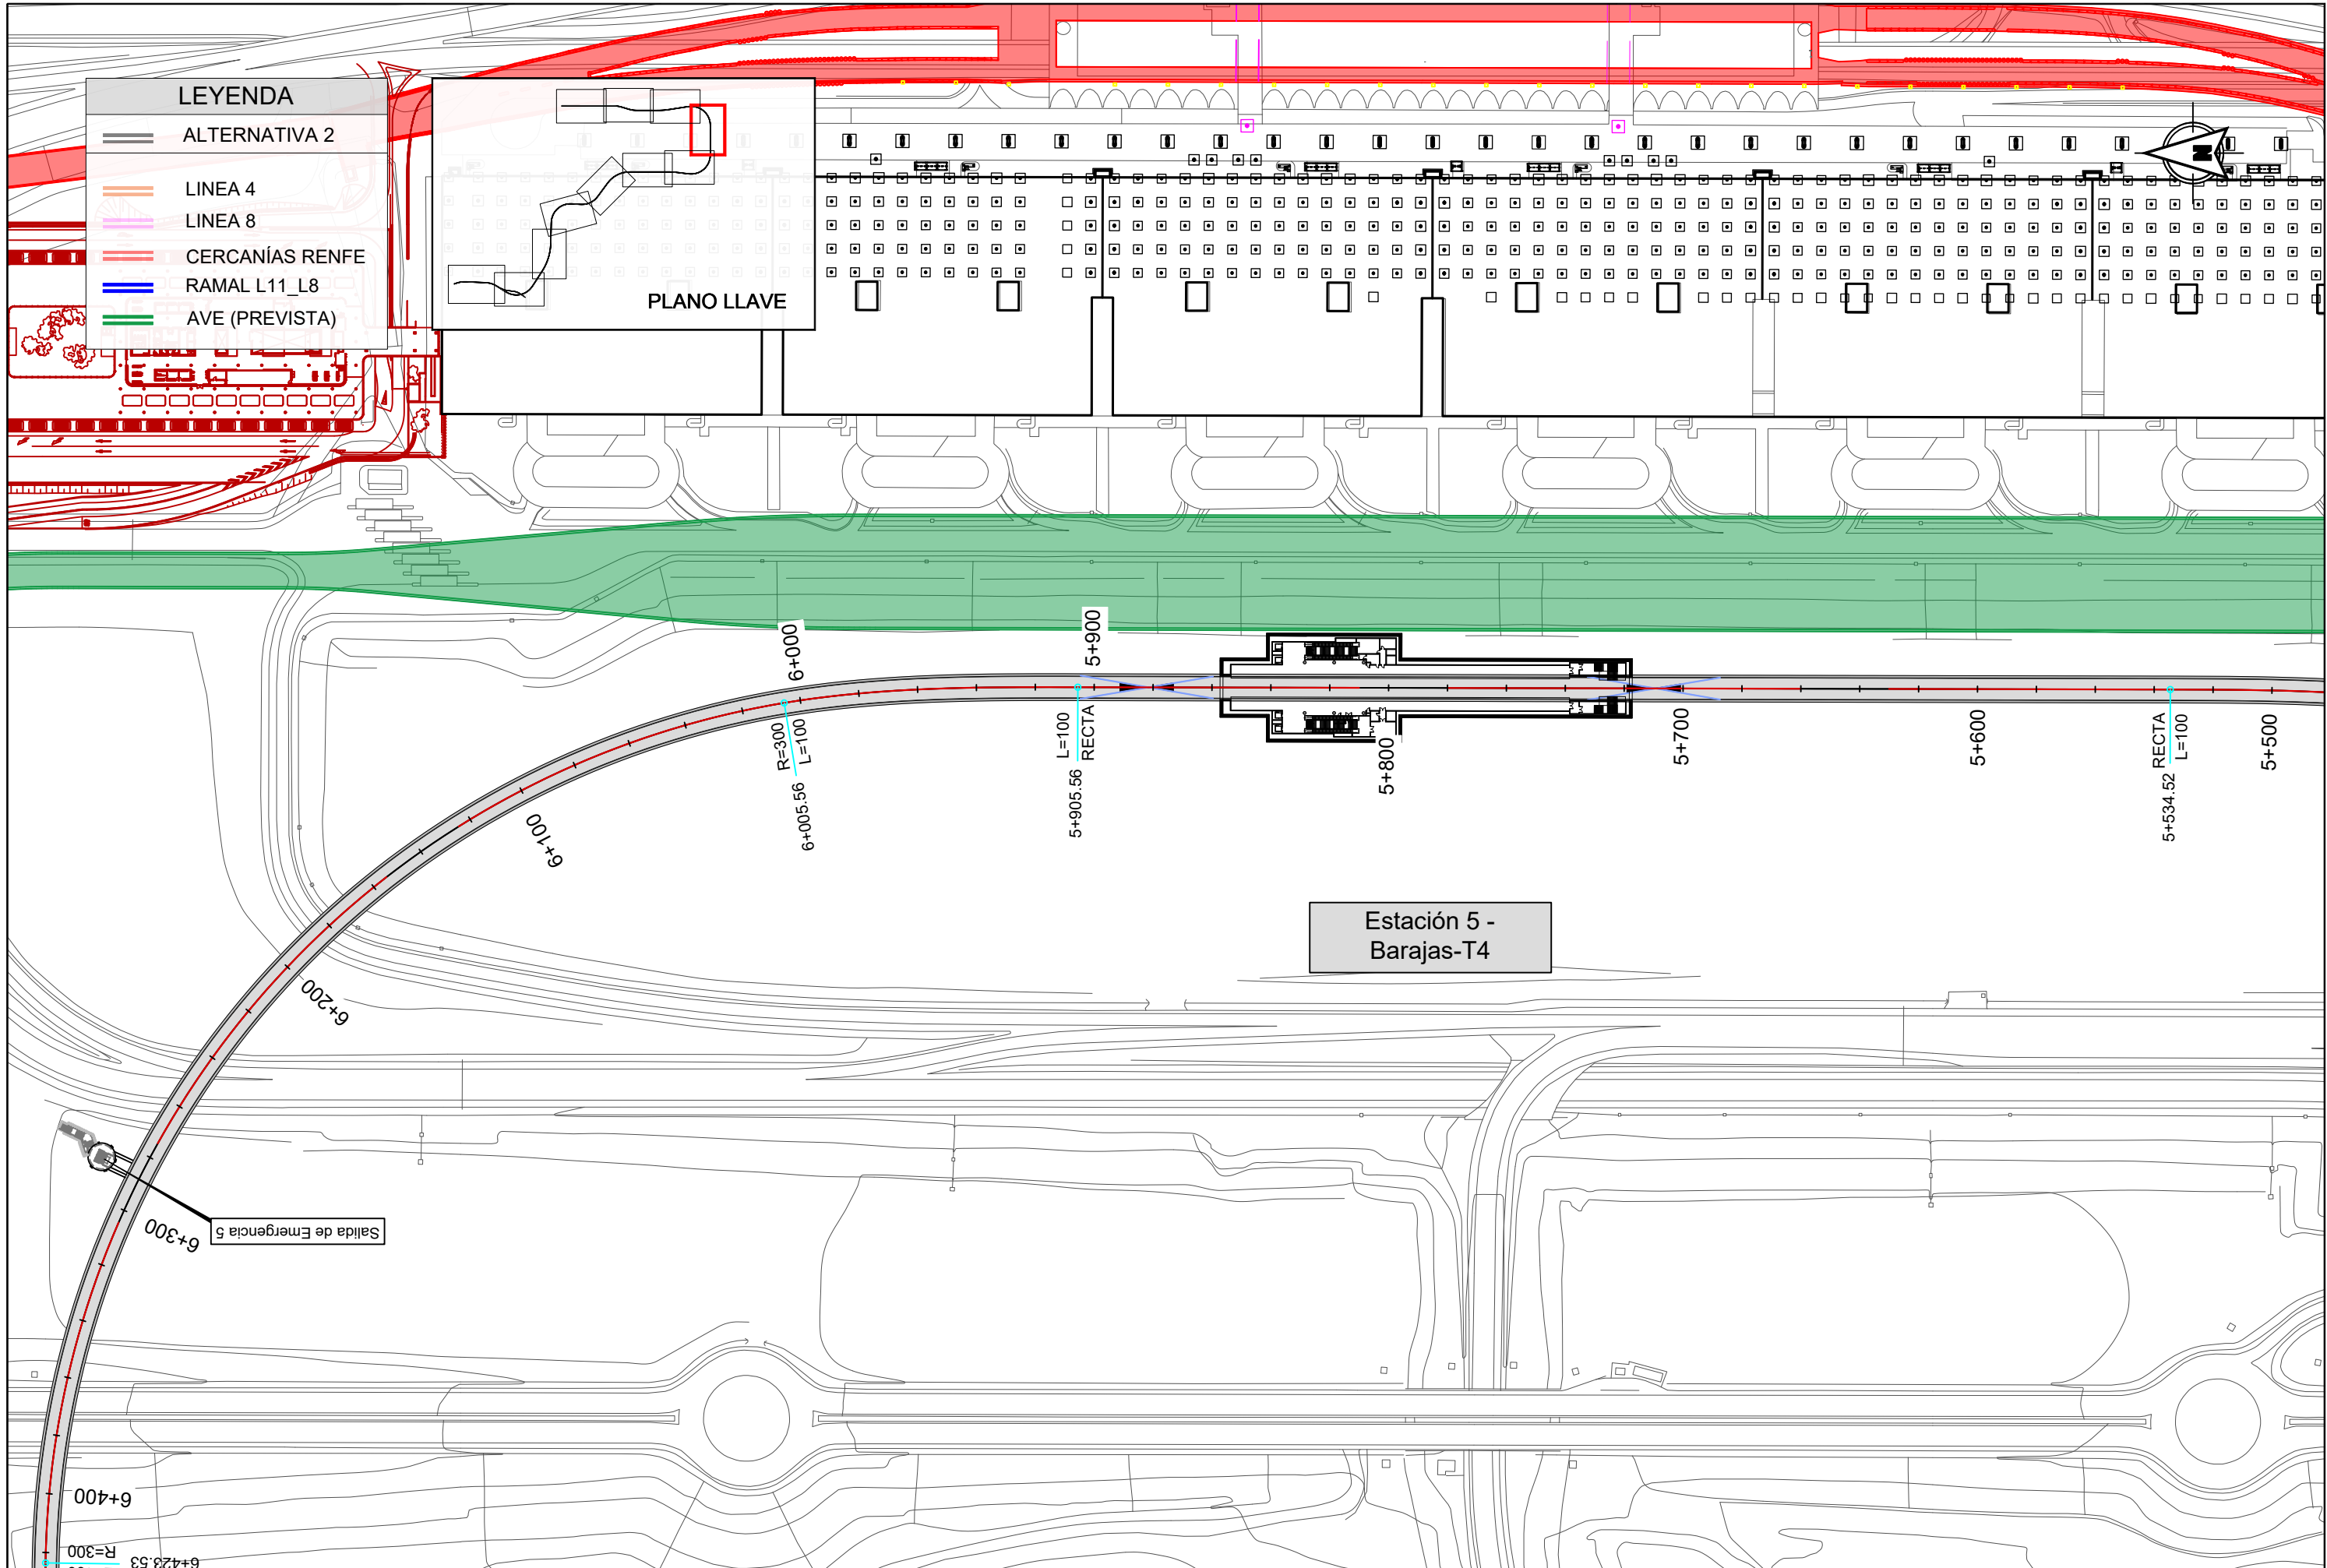 LEYENDA
ALTERNATIVA 2
LINEA 4
LINEA 8
CERCANÍAS RENFE
RAMAL L11_L8
AVE (PREVISTA)
PLANO LLAVE
N
6+000
5+900
5+800
5+700
5+600
5+500
R=300
L=100
6+005.56
L=100
RECTA
5+905.56
RECTA
L=100
5+534.52
6+100
6+200
6+300
6+400
Estación 5 -
Barajas-T4
Salida de Emergencia 5
R=300
6+423.53